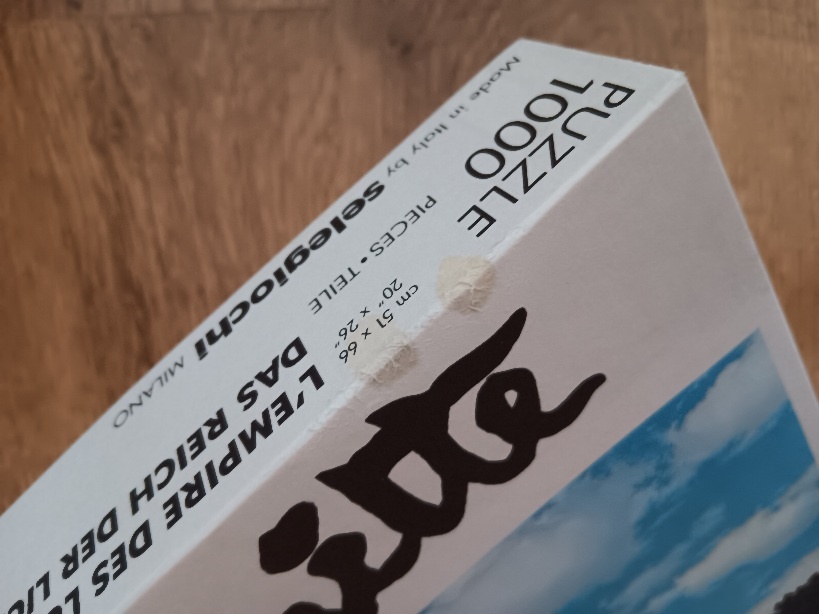 PUZZLE
1000
PIECES • TEILE
cm 51 x 66
20" x 26"
L'EMPIRE DES
DAS REICH DER
Made in Italy by selegiochi MILANO